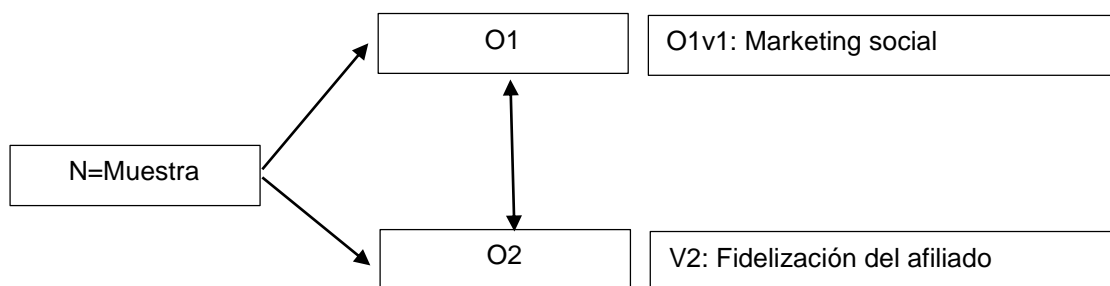 O1
O1v1: Marketing social
N=Muestra
O2
V2: Fidelización del afiliado